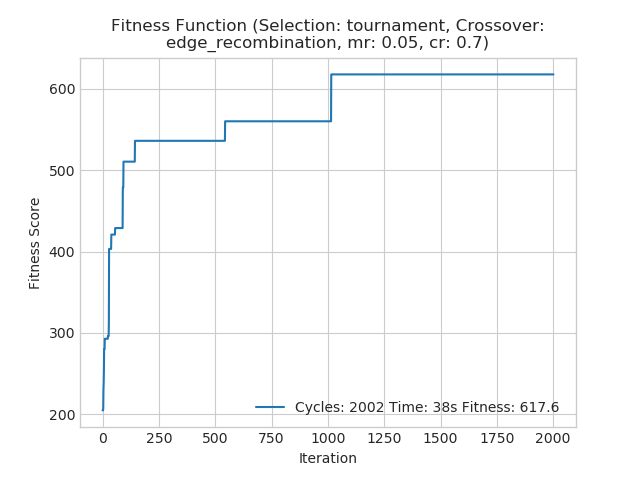 Fitness Function (Selection: tournament, Crossover:
edge_recombination, mr: 0.05, cr: 0.7)
600
500
400
300
200
Fitness Score
Cycles: 2002 Time: 38s Fitness: 617.6
0 250 500 750 1000 1250 1500 1750 2000
Iteration